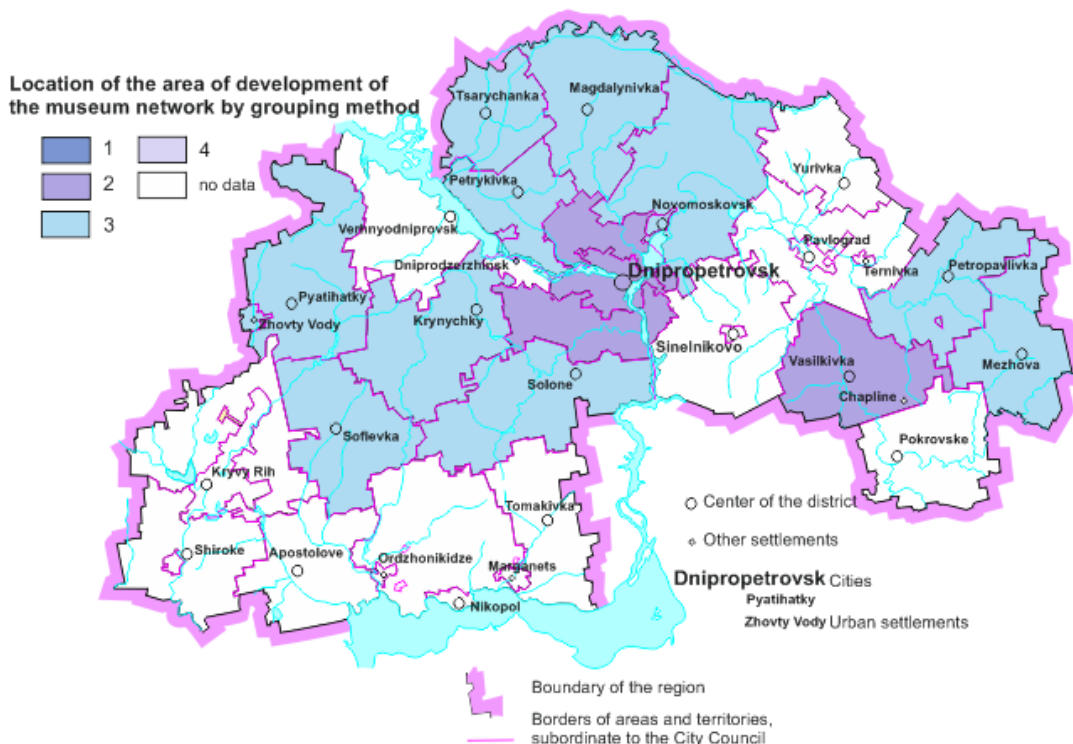 Location of the area of development of
the museum network by grouping method
1
4
2
no data
3
Tsarychanka
Magdalynivka
Yurivka
Petrykivka
Novomoskovsk
Verhnyodniprovsk
Pavlograd
Dniprodzerzhinsk
Dnipropetrovsk
Ternivka
Petropavlivka
Pyatihatky
Zhovty Vody
Krynychky
Sinelnikovo
Vasilkivka
Mezhova
Solone
Chapline
Sofievka
Pokrovske
Kryvy Rih
Center of the district
Tomakivka
Other settlements
Shiroke
Apostolove
Ordzhonikidze
Marganets
Dnipropetrovsk Cities
Pyatihatky
Nikopol
Zhovty Vody Urban settlements
Boundary of the region
Borders of areas and territories,
subordinate to the City Council